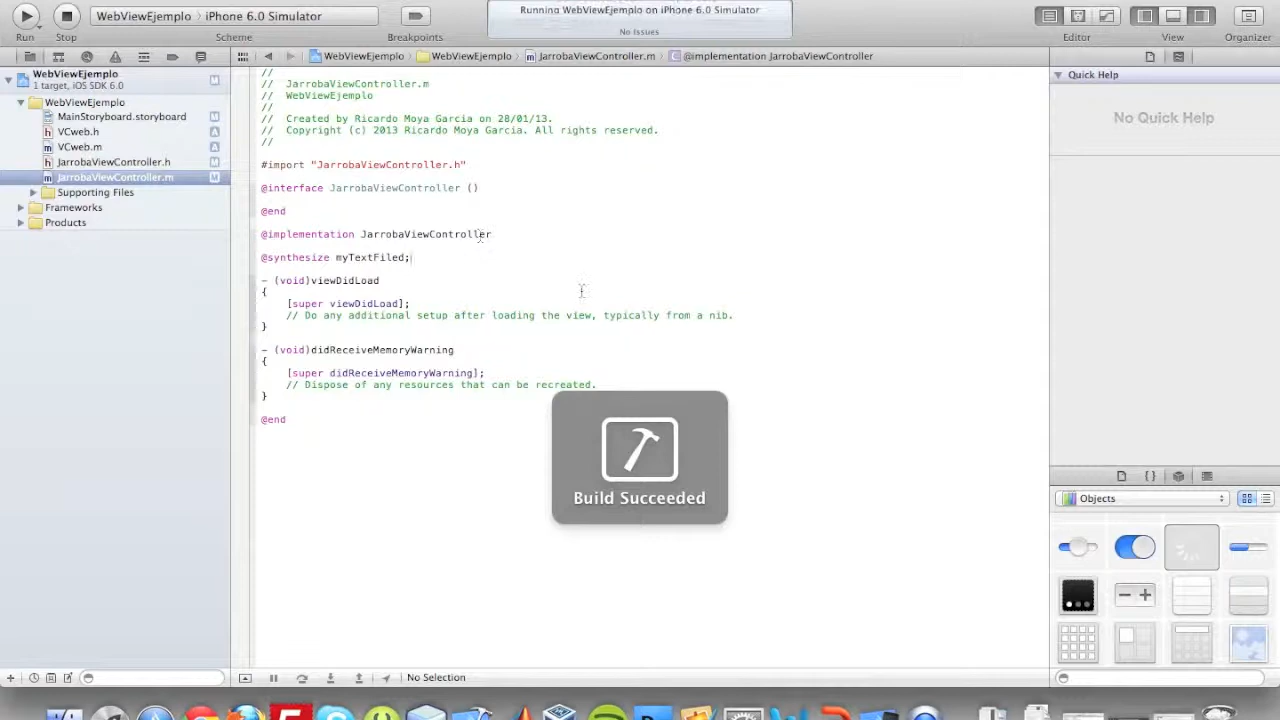 WebViewEjemplo › iPhone 6.0 Simulator
Running WebViewEjemplo on iPhone 6.0 Simulator
No Issues
Run
Stop
Scheme
Breakpoints
Editor
View
Organizer
WebViewEjemplo
WebViewEjemplo
JarrobaViewController.m
@implementation JarrobaViewController
Quick Help
No Quick Help
WebViewEjemplo
M
1 target, iOS SDK 6.0
WebViewEjemplo
MainStoryboard.storyboard
M
VCweb.h
A
VCweb.m
A
JarrobaViewController.h
M
JarrobaViewController.m
M
Supporting Files
Frameworks
Products
//
//  JarrobaViewController.m
//  WebViewEjemplo
//
//  Created by Ricardo Moya Garcia on 28/01/13.
//  Copyright (c) 2013 Ricardo Moya Garcia. All rights reserved.
//
#import "JarrobaViewController.h"
@interface JarrobaViewController ()
@end
@implementation JarrobaViewController
@synthesize myTextFiled;
- (void)viewDidLoad
{
[super viewDidLoad];
// Do any additional setup after loading the view, typically from a nib.
}
- (void)didReceiveMemoryWarning
{
[super didReceiveMemoryWarning];
// Dispose of any resources that can be recreated.
}
@end
Build Succeeded
{ }
Objects
No Selection